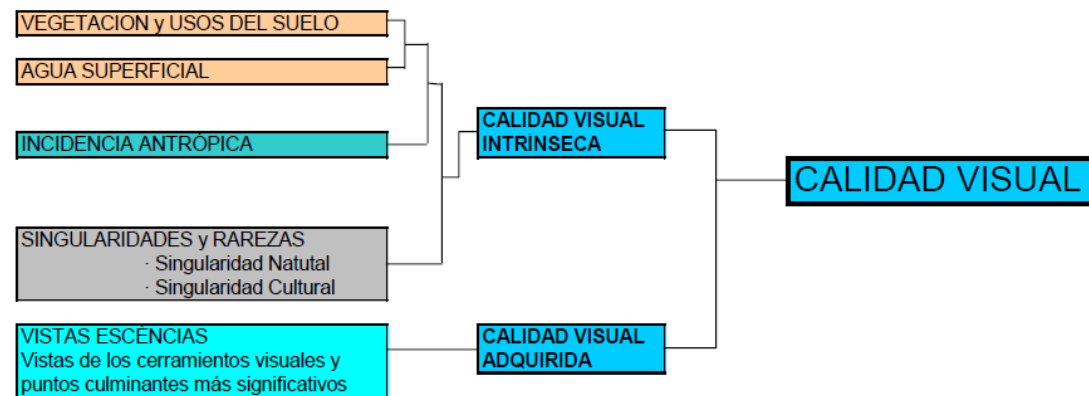 VEGETACION y USOS DEL SUELO
AGUA SUPERFICIAL
INCIDENCIA ANTRÓPICA
SINGULARIDADES y RAREZAS
· Singularidad Natutal
· Singularidad Cultural
VISTAS ESCÉNCIAS
Vistas de los cerramientos visuales y
puntos culminantes más significativos
CALIDAD VISUAL
INTRÍNSECA
CALIDAD VISUAL
ADQUIRIDA
CALIDAD VISUAL